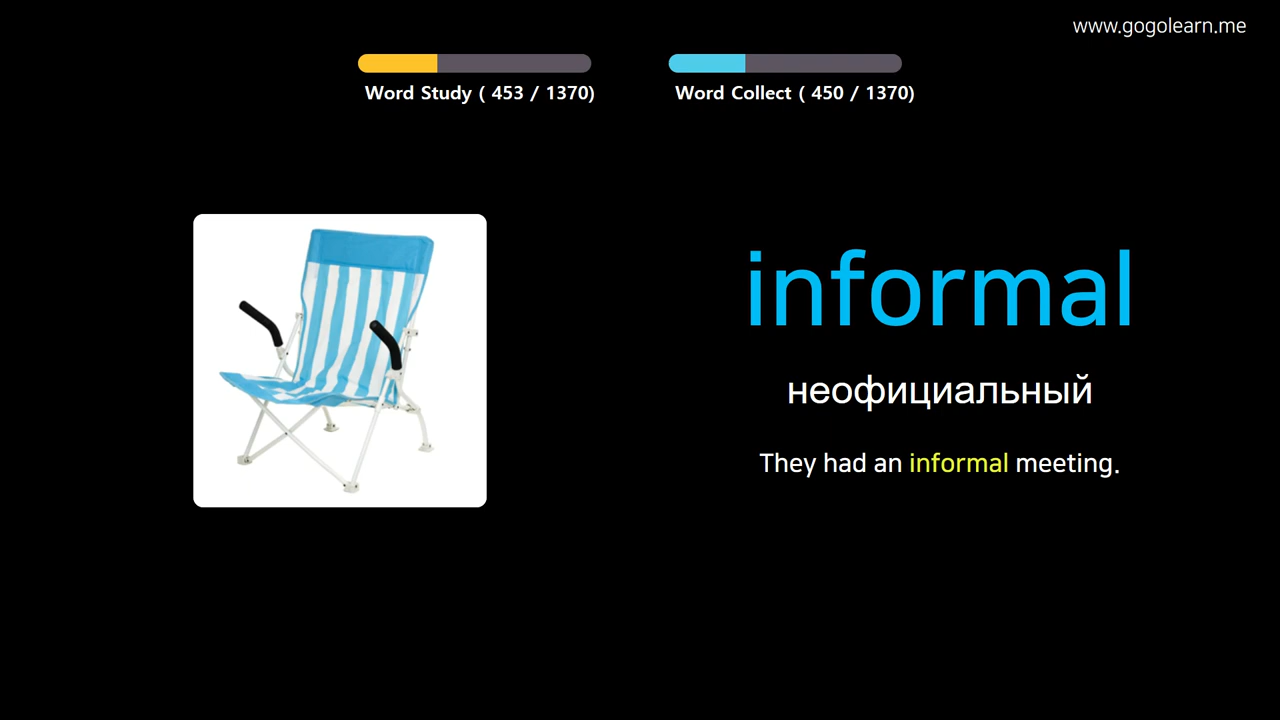 www.gogolearn.me
Word Study ( 453 / 1370)
Word Collect ( 450 / 1370)
informal
неофициальный
They had an informal meeting.